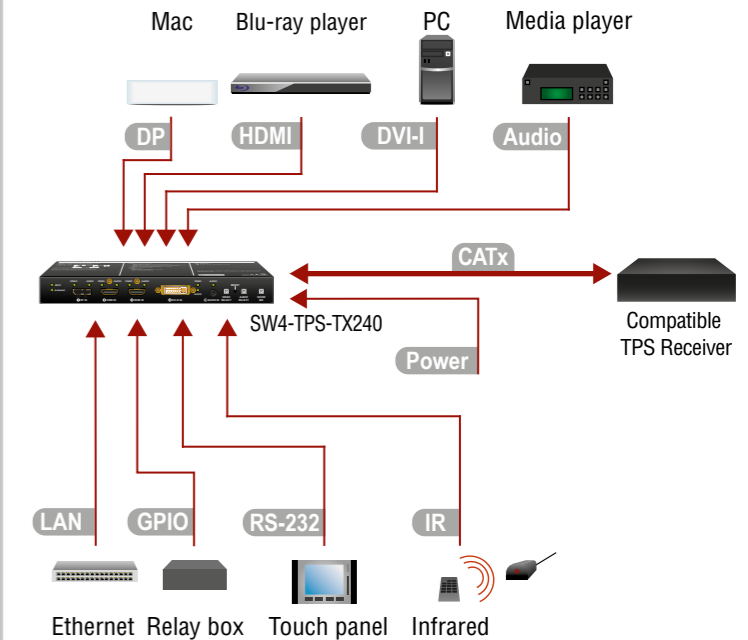 Mac Blu-ray player PC Media player
DP HDMI DVI-I Audio
CATx
SW4-TPS-TX240
Compatible
TPS Receiver
Power
LAN GPIO RS-232 IR
Ethernet Relay box Touch panel Infrared